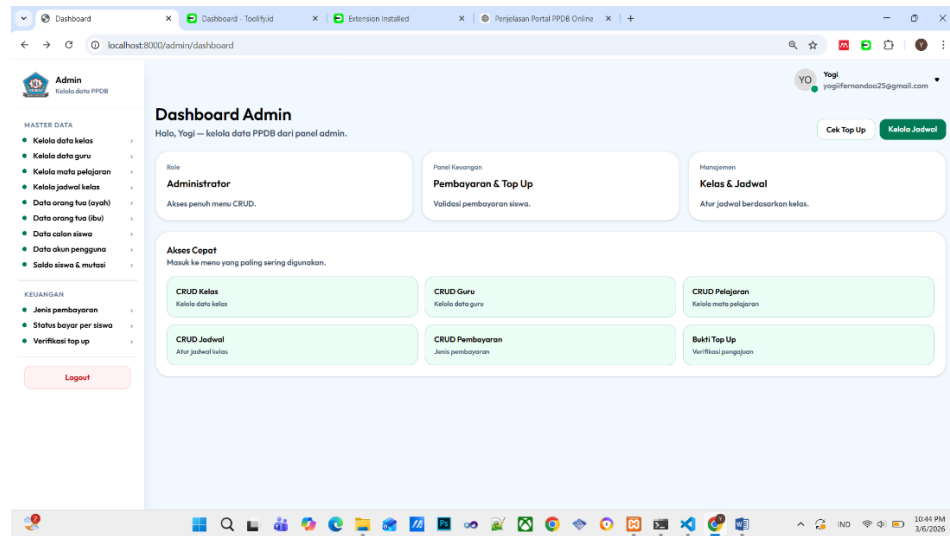 Dashboard
Dashboard - Toolify.id
Extension Installed
Penjelasan Portal PPDB Online
localhost:8000/admin/dashboard
Admin
Kelola data PPDB
YO
Yogi
yogiifernandoo25@gmail.com
MASTER DATA
Kelola data kelas
Kelola data guru
Kelola mata pelajaran
Kelola jadwal kelas
Data orang tua (ayah)
Data orang tua (ibu)
Data calon siswa
Data akun pengguna
Saldo siswa & mutasi
KEUANGAN
Jenis pembayaran
Status bayar per siswa
Verifikasi top up
Logout
Dashboard Admin
Halo, Yogi — kelola data PPDB dari panel admin.
Cek Top Up
Kelola Jadwal
Role
Administrator
Akses penuh menu CRUD.
Panel Keuangan
Pembayaran & Top Up
Validasi pembayaran siswa.
Manajemen
Kelas & Jadwal
Atur jadwal berdasarkan kelas.
Akses Cepat
Masuk ke menu yang paling sering digunakan.
CRUD Kelas
Kelola data kelas
CRUD Guru
Kelola data guru
CRUD Pelajaran
Kelola mata pelajaran
CRUD Jadwal
Atur jadwal kelas
CRUD Pembayaran
Jenis pembayaran
Bukti Top Up
Verifikasi pengajuan
2
IND
10:44 PM
3/6/2026